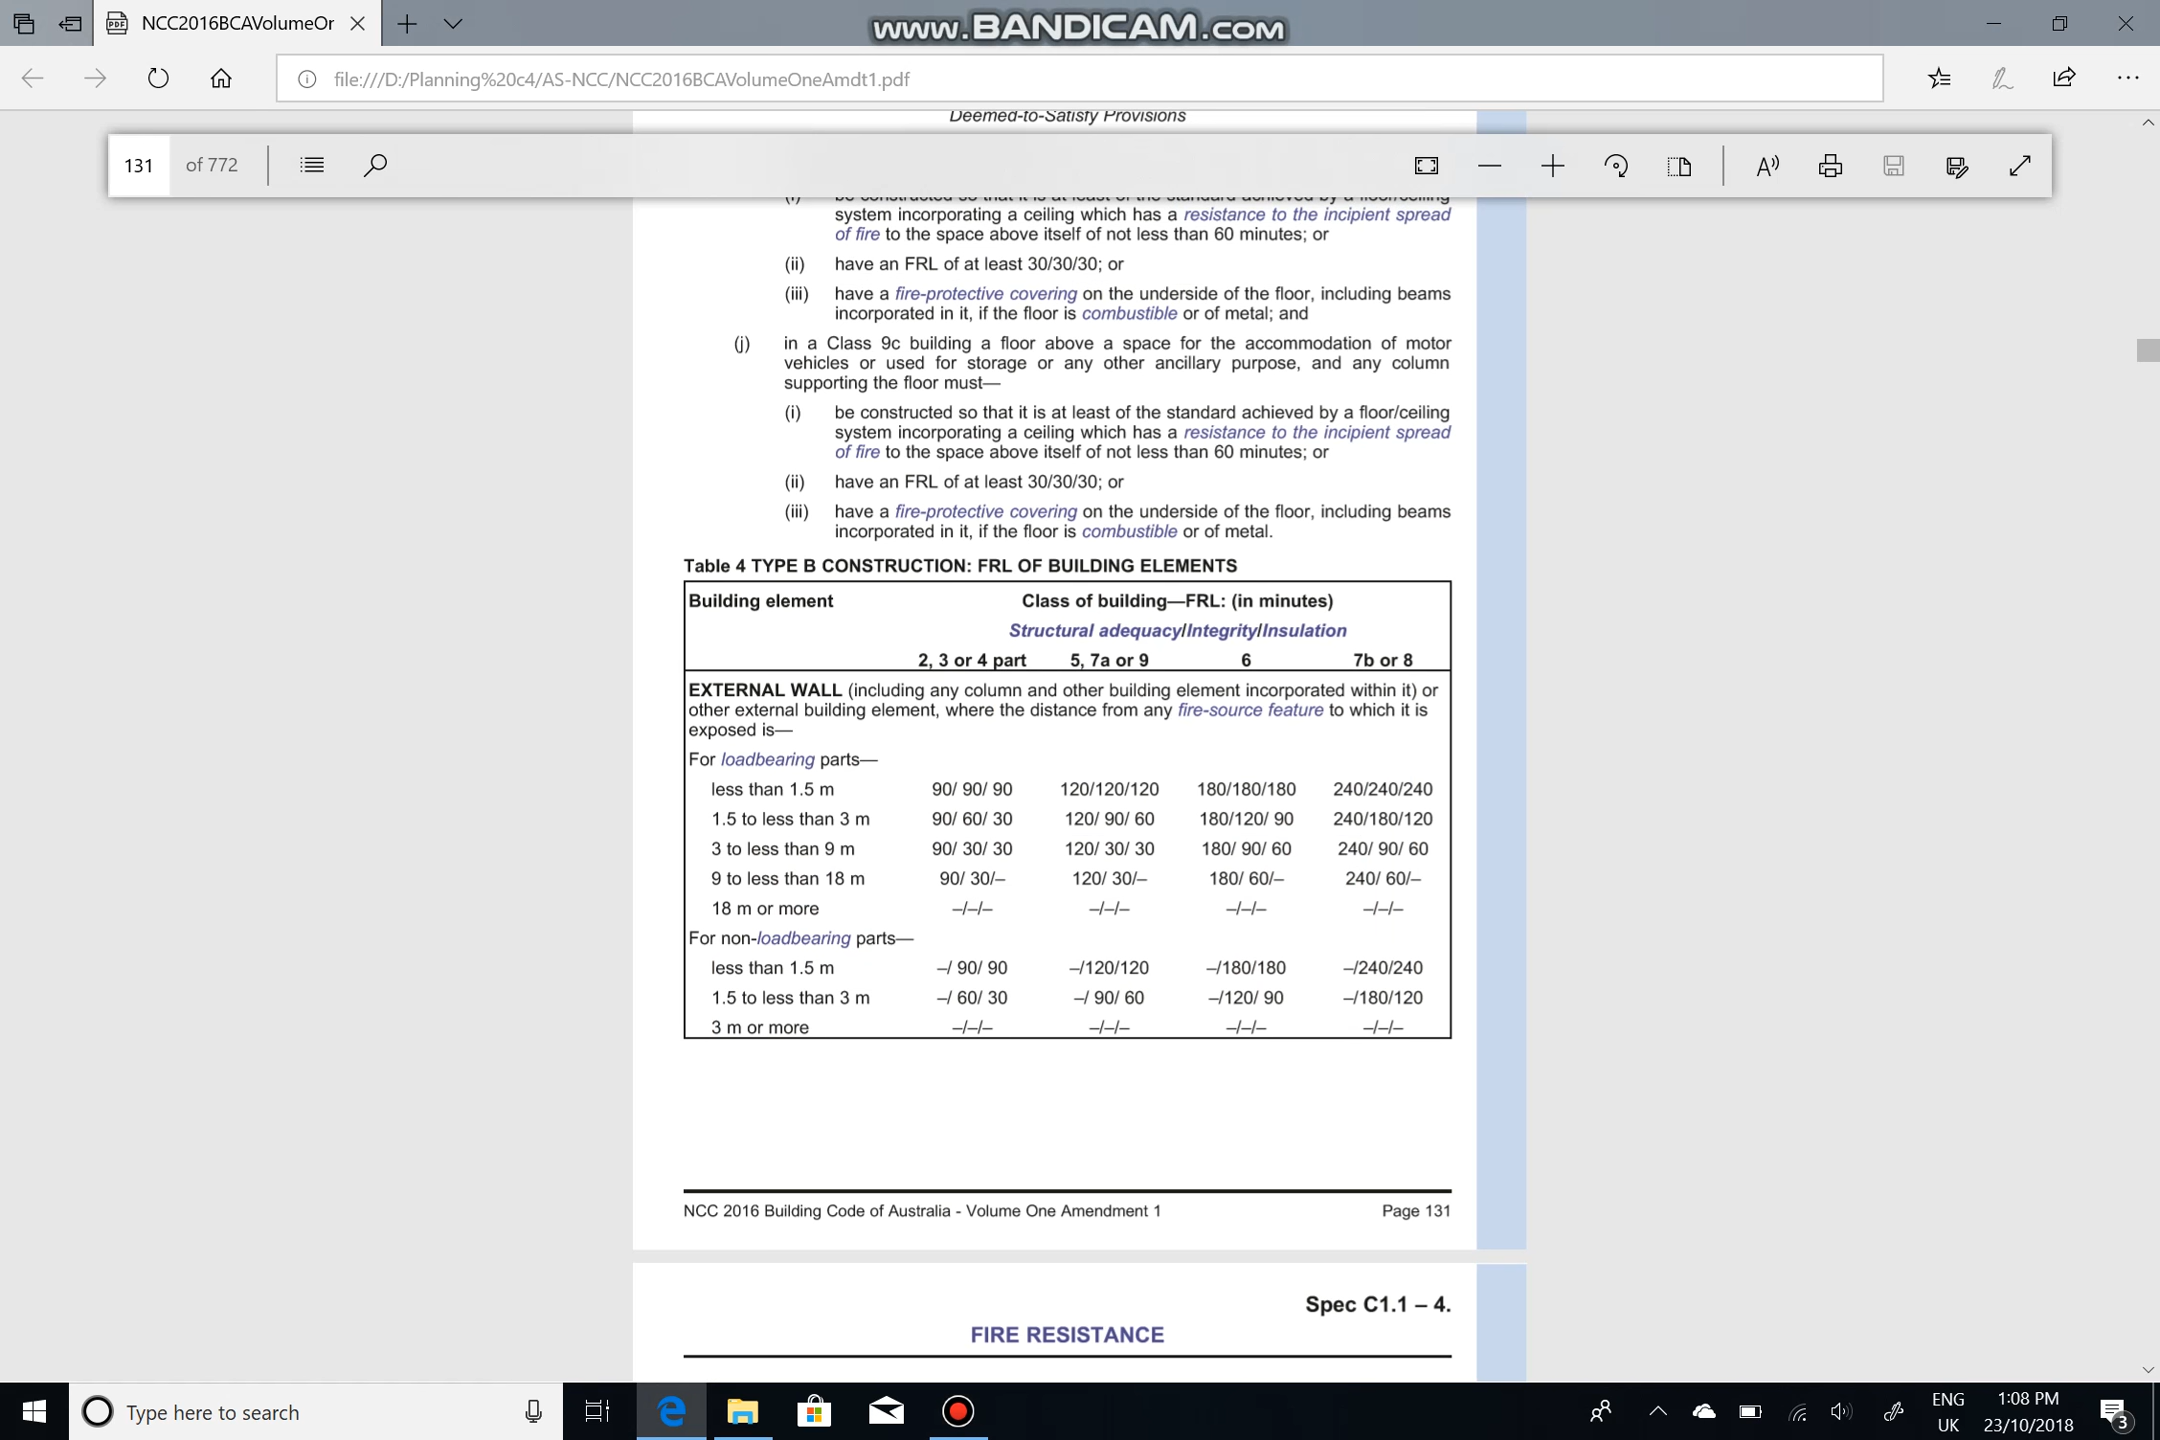 NCC2016BCAVolumeOr
www.BANDICAM.com
file:///D:/Planning%20c4/AS-NCC/NCC2016BCAVolumeOneAmdt1.pdf
Deemed-to-Satisfy Provisions
131 of 772
(i) be constructed so that it is at least of the standard achieved by a floor/ceiling
system incorporating a ceiling which has a resistance to the incipient spread
of fire to the space above itself of not less than 60 minutes; or
(ii) have an FRL of at least 30/30/30; or
(iii) have a fire-protective covering on the underside of the floor, including beams
incorporated in it, if the floor is combustible or of metal; and
(j) in a Class 9c building a floor above a space for the accommodation of motor
vehicles or used for storage or any other ancillary purpose, and any column
supporting the floor must—
(i) be constructed so that it is at least of the standard achieved by a floor/ceiling
system incorporating a ceiling which has a resistance to the incipient spread
of fire to the space above itself of not less than 60 minutes; or
(ii) have an FRL of at least 30/30/30; or
(iii) have a fire-protective covering on the underside of the floor, including beams
incorporated in it, if the floor is combustible or of metal.
Table 4 TYPE B CONSTRUCTION: FRL OF BUILDING ELEMENTS
Building element Class of building—FRL: (in minutes)
Structural adequacy/Integrity/Insulation
2, 3 or 4 part 5, 7a or 9 6 7b or 8
EXTERNAL WALL (including any column and other building element incorporated within it) or
other external building element, where the distance from any fire-source feature to which it is
exposed is—
For loadbearing parts—
less than 1.5 m 90/ 90/ 90 120/120/120 180/180/180 240/240/240
1.5 to less than 3 m 90/ 60/ 30 120/ 90/ 60 180/120/ 90 240/180/120
3 to less than 9 m 90/ 30/ 30 120/ 30/ 30 180/ 90/ 60 240/ 90/ 60
9 to less than 18 m 90/ 30/– 120/ 30/– 180/ 60/– 240/ 60/–
18 m or more –/–/– –/–/– –/–/– –/–/–
For non-loadbearing parts—
less than 1.5 m –/ 90/ 90 –/120/120 –/180/180 –/240/240
1.5 to less than 3 m –/ 60/ 30 –/ 90/ 60 –/120/ 90 –/180/120
3 m or more –/–/– –/–/– –/–/– –/–/–
NCC 2016 Building Code of Australia - Volume One Amendment 1 Page 131
Spec C1.1 – 4.
FIRE RESISTANCE
Type here to search
ENG 1:08 PM
UK 23/10/2018 3